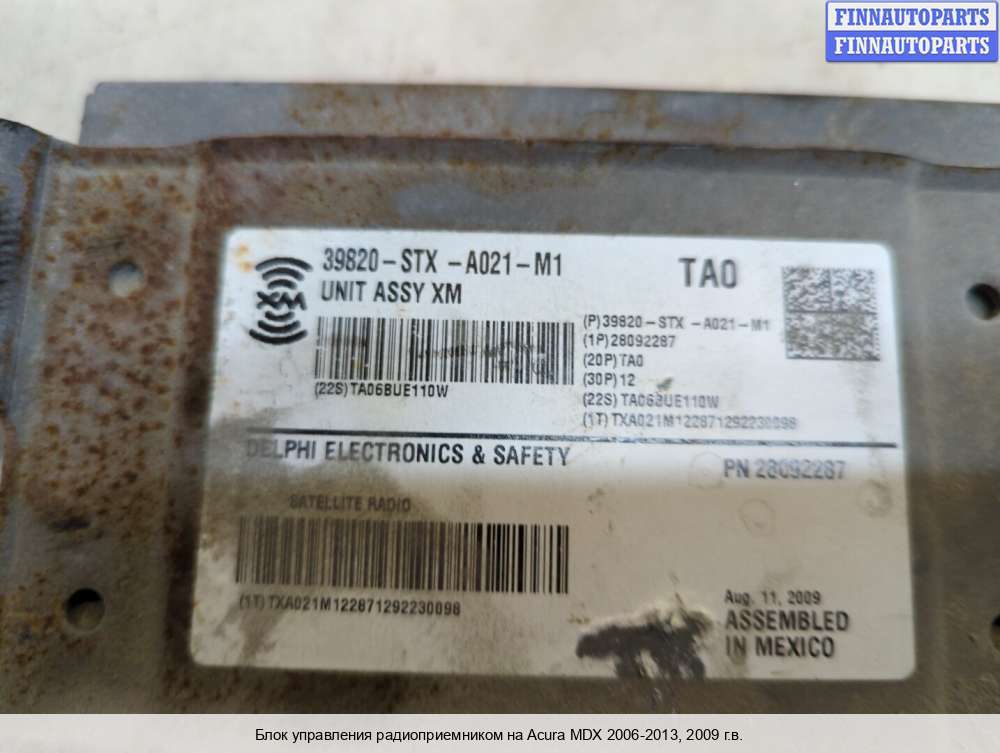 FINNAUTOPARTS
FINNAUTOPARTS
39820-STX -A021-M1
UNIT ASSY XM
TA0
XM
(P)39820-STX -A021-M1
(1P)28092287
(20P)TA0
(30P)12
(22S)TA06BUE110W
(1T)TXA021M122871292230098
(22S)TA06BUE110W
DELPHI ELECTRONICS & SAFETY
PN 28092287
SATELLITE RADIO
(1T)TXA021M122871292230098
Aug. 11, 2009
ASSEMBLED
IN MEXICO
Блок управления радиоприемником на Acura MDX 2006-2013, 2009 г.в.